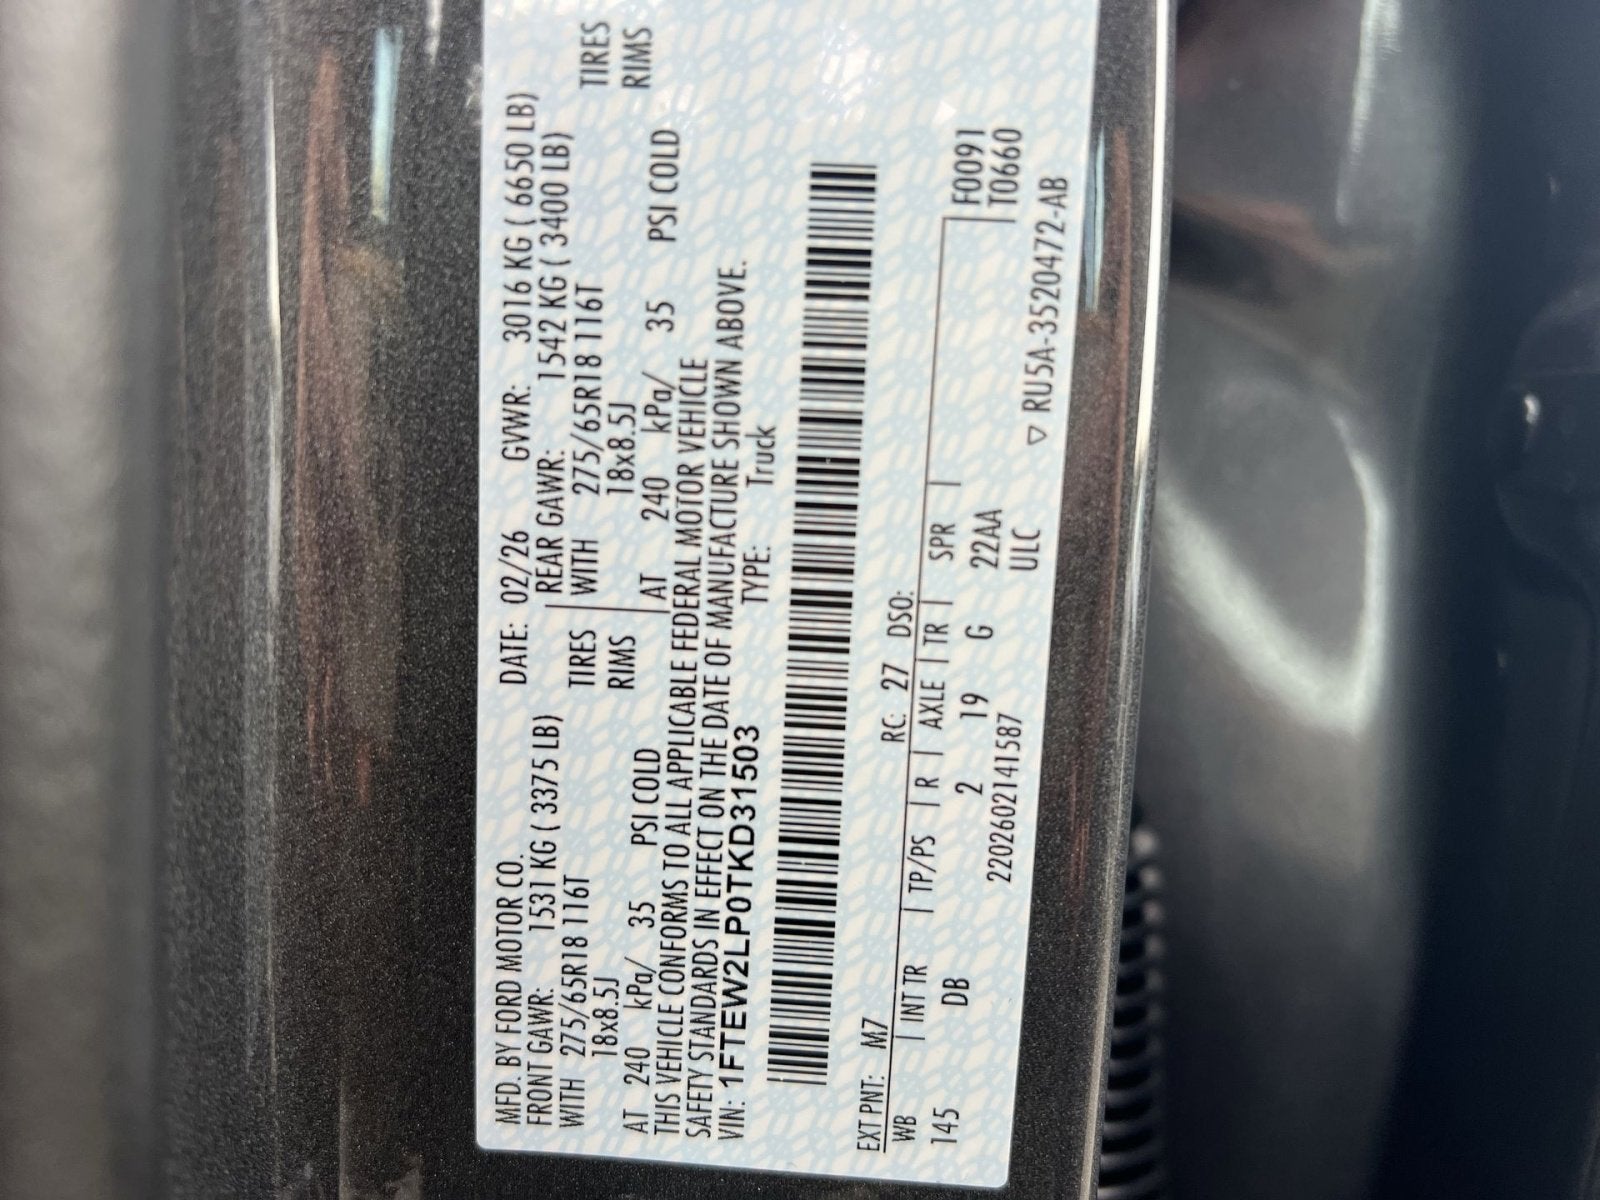 MFD. BY FORD MOTOR CO. DATE: 02/26 GVWR: 3016 KG ( 6650 LB)
FRONT GAWR: 1531 KG ( 3375 LB) REAR GAWR: 1542 KG ( 3400 LB)
WITH 275/65R18 116T TIRES WITH 275/65R18 116T TIRES
18x8.5J RIMS 18x8.5J RIMS
AT 240 kPa/ 35 PSI COLD AT 240 kPa/ 35 PSI COLD
THIS VEHICLE CONFORMS TO ALL APPLICABLE FEDERAL MOTOR VEHICLE
SAFETY STANDARDS IN EFFECT ON THE DATE OF MANUFACTURE SHOWN ABOVE.
VIN: 1FTEW2LP0TKD31503 TYPE: Truck
EXT PNT: M7 RC: 27 DSO:
WB | INT TR | TP/PS | R | AXLE | TR | SPR | F0091
145 DB 2 19 G 22AA T0660
2202602141587 ULC
▽ RU5A-3520472-AB